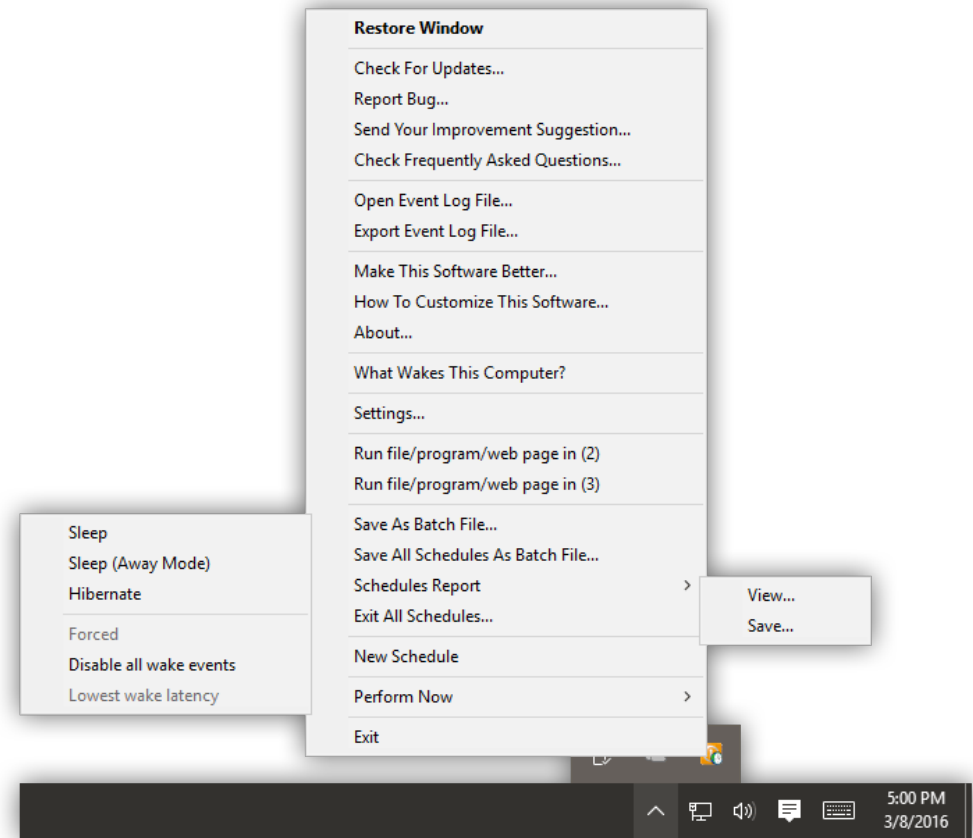 Restore Window
Check For Updates...
Report Bug...
Send Your Improvement Suggestion...
Check Frequently Asked Questions...
Open Event Log File...
Export Event Log File...
Make This Software Better...
How To Customize This Software...
About...
What Wakes This Computer?
Settings...
Run file/program/web page in (2)
Run file/program/web page in (3)
Save As Batch File...
Save All Schedules As Batch File...
Schedules Report
Exit All Schedules...
New Schedule
Perform Now
Exit
View...
Save...
Sleep
Sleep (Away Mode)
Hibernate
Forced
Disable all wake events
Lowest wake latency
5:00 PM
3/8/2016